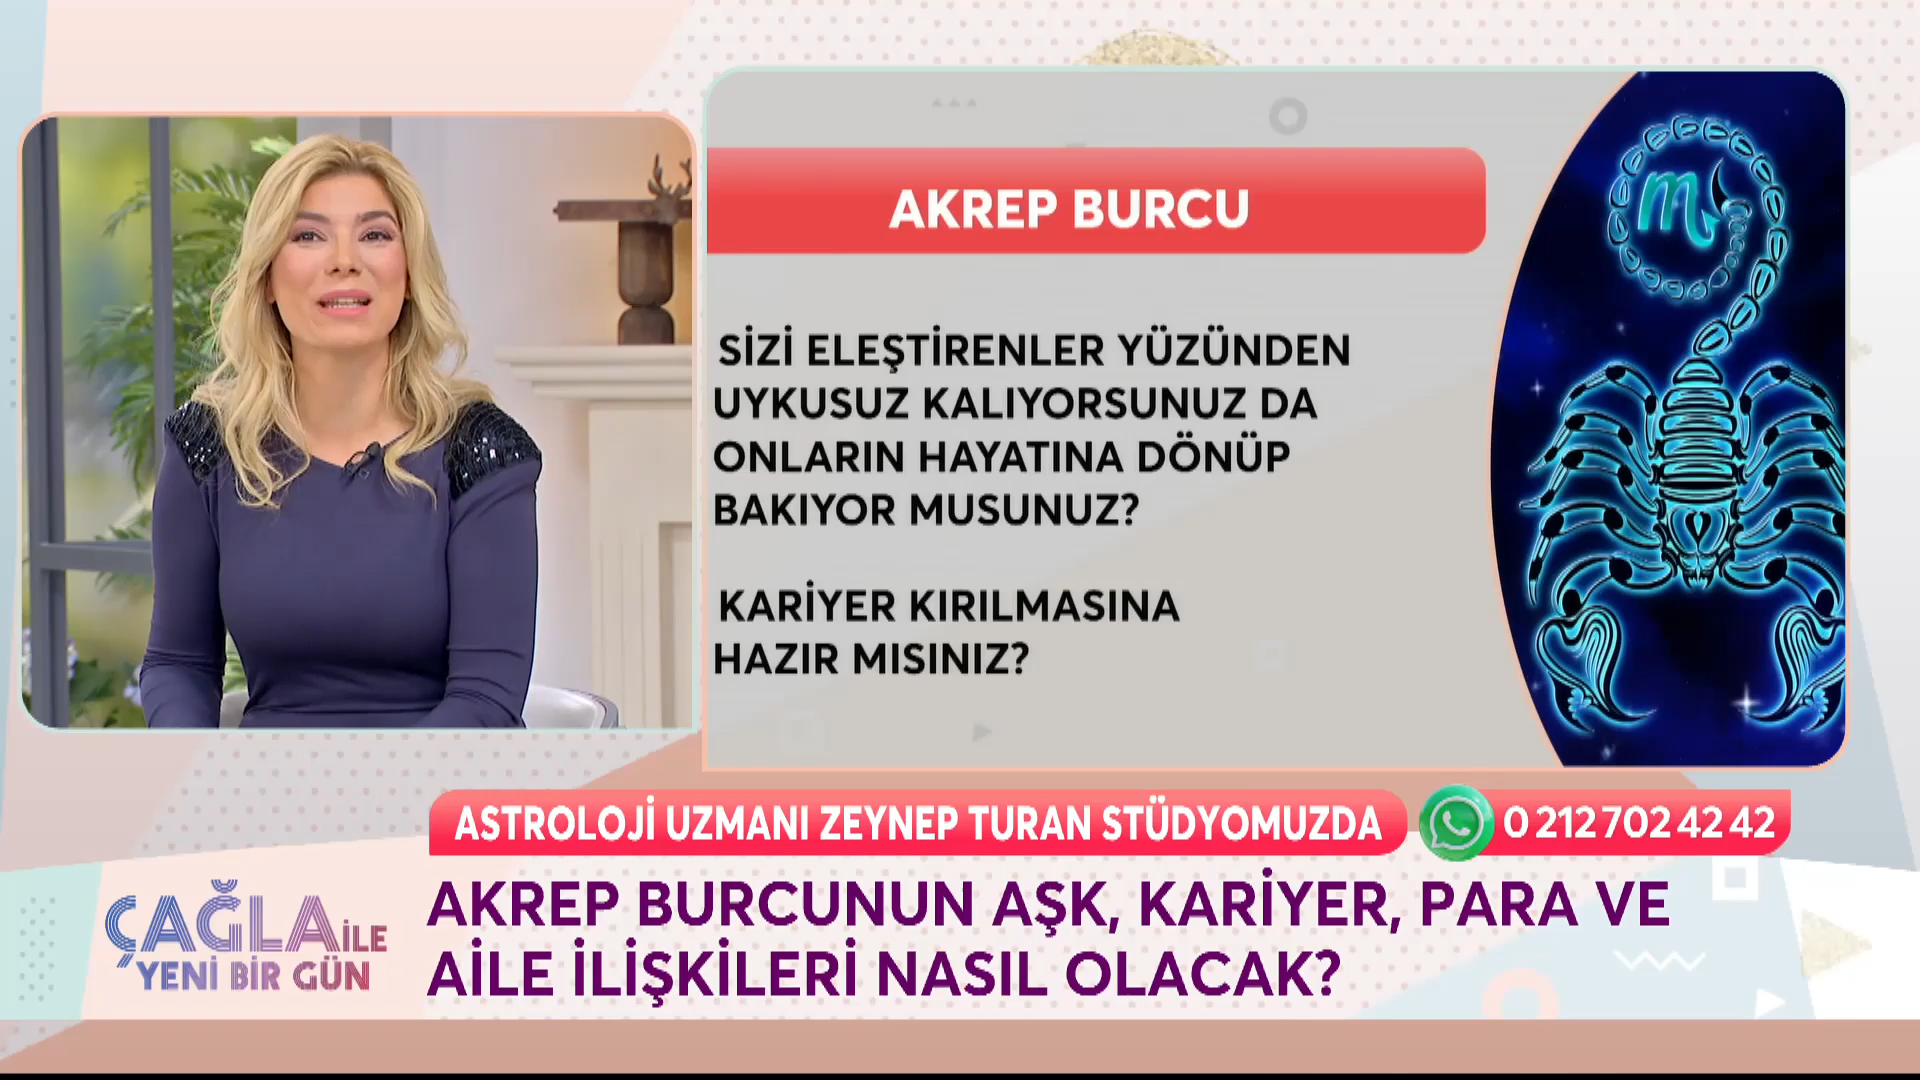 AKREP BURCU
SİZİ ELEŞTİRENLER YÜZÜNDEN
UYKUSUZ KALIYORSUNUZ DA
ONLARIN HAYATINA DÖNÜP
BAKIYOR MUSUNUZ?
KARİYER KIRILMASINA
HAZIR MISINIZ?
ASTROLOJİ UZMANI ZEYNEP TURAN STÜDYOMUZDA
0 212 702 42 42
ÇAĞLA İLE
YENİ BİR GÜN
AKREP BURCUNUN AŞK, KARİYER, PARA VE
AİLE İLİŞKİLERİ NASIL OLACAK?